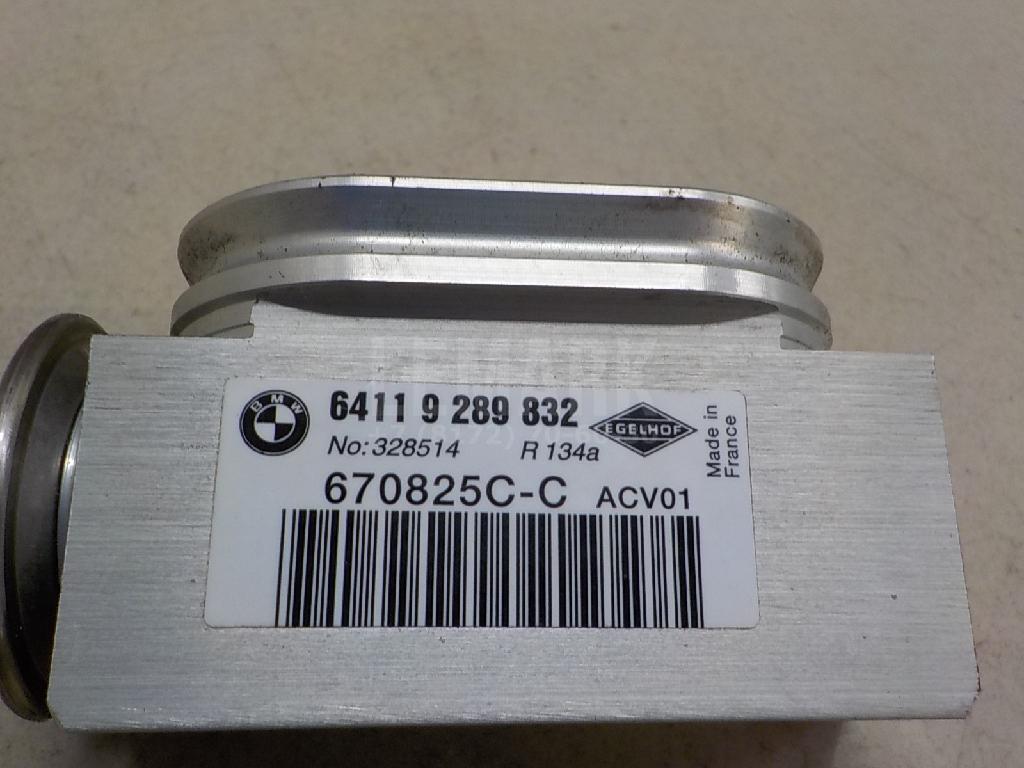 BMW
6411 9 289 832
EGELHOF
No: 328514 R 134a
Made in
France
670825C-C ACV01